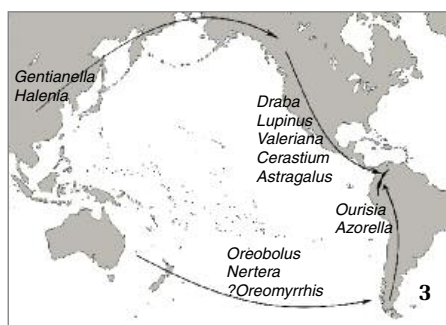 Gentianella
Halenia
Draba
Lupinus
Valeriana
Cerastium
Astragalus
Ourisia
Azorella
Oreobolus
Nertera
?Oreomyrrhis
3